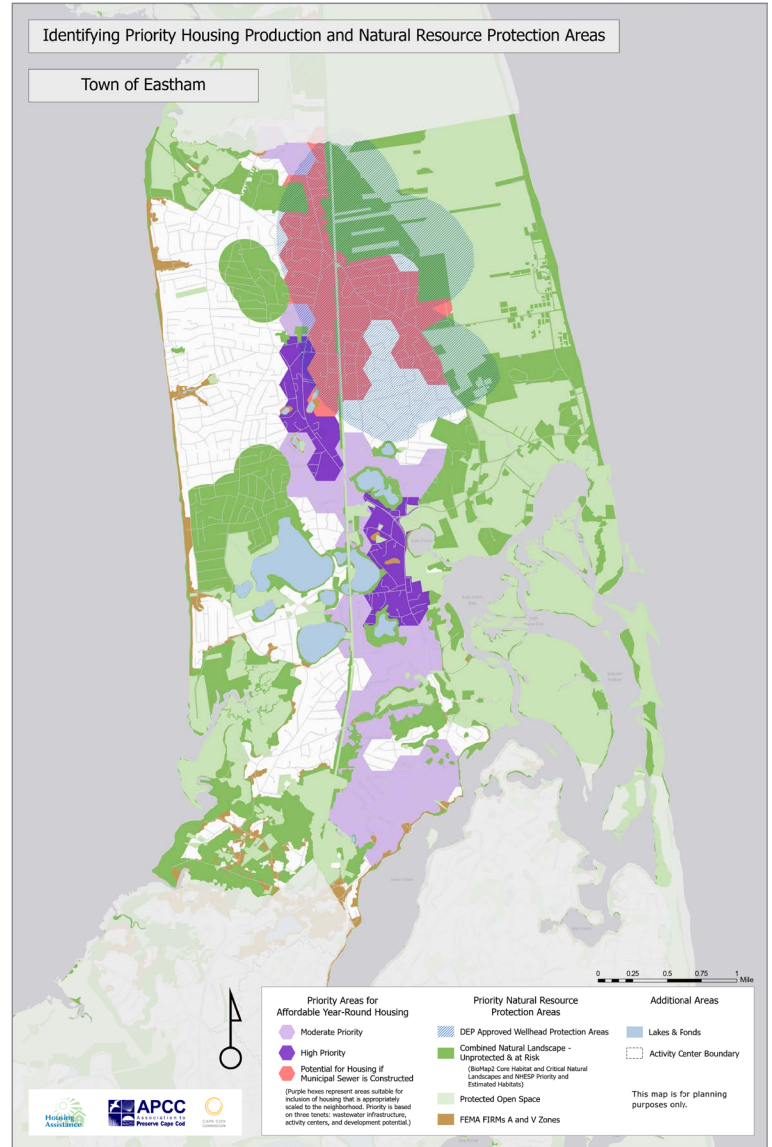 Identifying Priority Housing Production and Natural Resource Protection Areas
Town of Eastham
0 0.25 0.5 0.75 1
Mile
Priority Areas for
Affordable Year-Round Housing
Moderate Priority
High Priority
Potential for Housing if
Municipal Sewer is Constructed
(Purple hexes represent areas suitable for
inclusion of housing that is appropriately
scaled to the neighborhood. Priority is based
on three tenets: wastewater infrastructure,
activity centers, and development potential.)
Priority Natural Resource
Protection Areas
DEP Approved Wellhead Protection Areas
Combined Natural Landscape -
Unprotected & at Risk
(BioMap2 Core Habitat and Critical Natural
Landscapes and NHESP Priority and
Estimated Habitats)
Protected Open Space
FEMA FIRMs A and V Zones
Additional Areas
Lakes & Ponds
Activity Center Boundary
This map is for planning
purposes only.
Housing
Assistance
APCC
Association to
Preserve Cape Cod
CAPE COD
COMMISSION